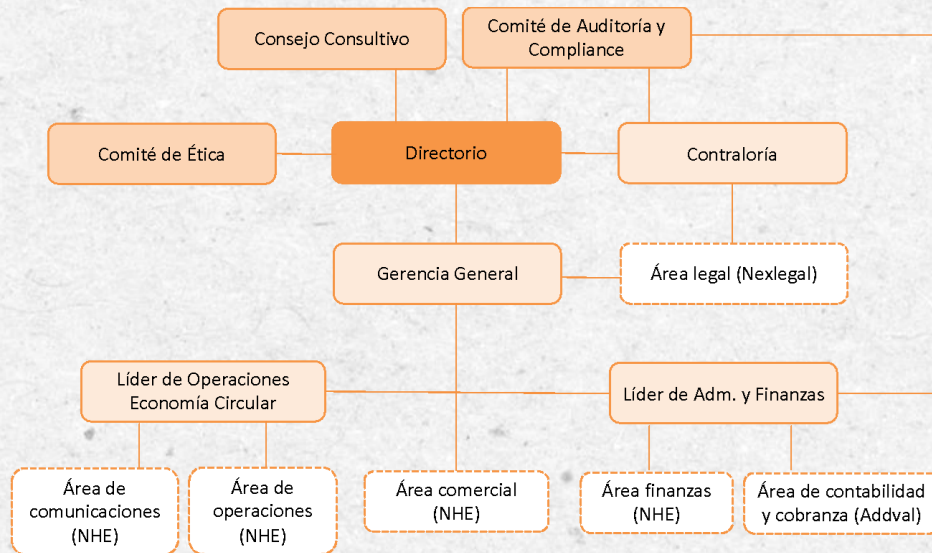 Consejo Consultivo
Comité de Auditoría y
Compliance
Comité de Ética
Directorio
Contraloría
Gerencia General
Área legal (Nexlegal)
Líder de Operaciones
Economía Circular
Líder de Adm. y Finanzas
Área de
comunicaciones
(NHE)
Área de
operaciones
(NHE)
Área comercial
(NHE)
Área finanzas
(NHE)
Área de contabilidad
y cobranza (Addval)